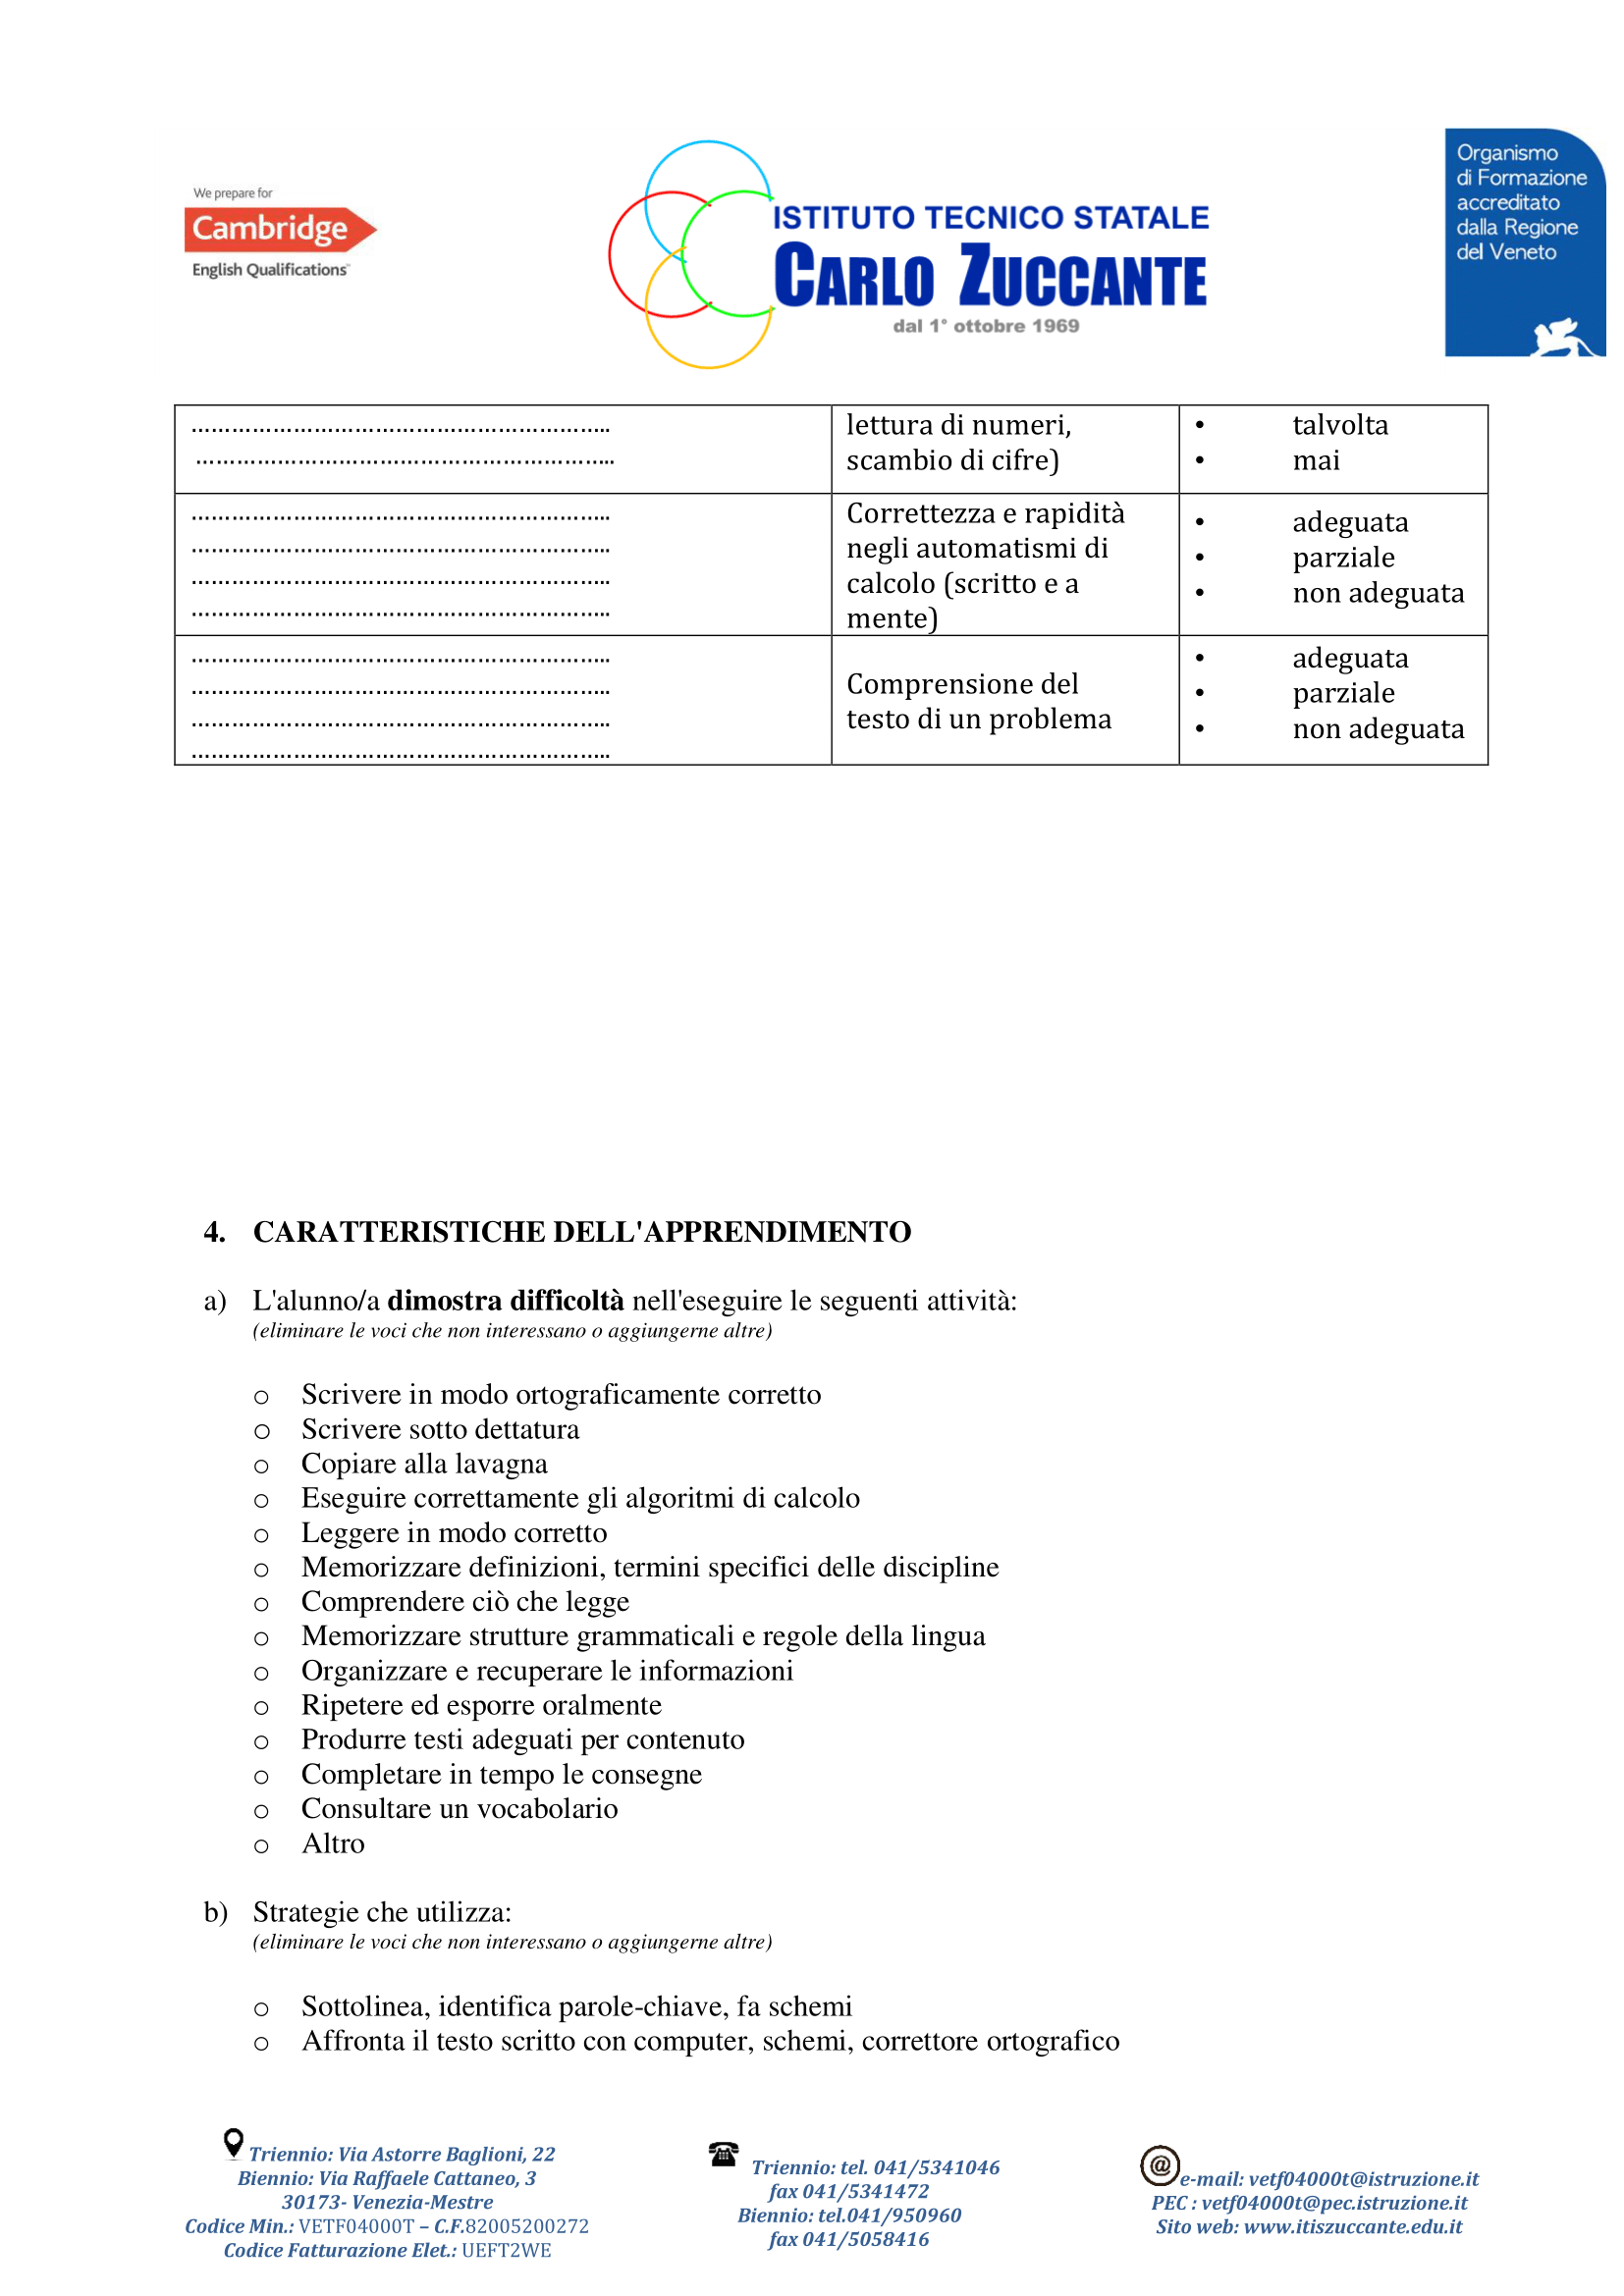 We prepare for
Cambridge
English Qualifications™
ISTITUTO TECNICO STATALE
CARLO ZUCCANTE
dal 1° ottobre 1969
Organismo
di Formazione
accreditato
dalla Regione
del Veneto
……………………………………………………..
……………………………………………………...
lettura di numeri,
scambio di cifre)
• talvolta
• mai
……………………………………………………..
……………………………………………………..
……………………………………………………..
……………………………………………………..
Correttezza e rapidità
negli automatismi di
calcolo (scritto e a
mente)
• adeguata
• parziale
• non adeguata
……………………………………………………..
……………………………………………………..
……………………………………………………..
……………………………………………………..
Comprensione del
testo di un problema
• adeguata
• parziale
• non adeguata
4. CARATTERISTICHE DELL'APPRENDIMENTO
a) L'alunno/a dimostra difficoltà nell'eseguire le seguenti attività:
(eliminare le voci che non interessano o aggiungerne altre)
o Scrivere in modo ortograficamente corretto
o Scrivere sotto dettatura
o Copiare alla lavagna
o Eseguire correttamente gli algoritmi di calcolo
o Leggere in modo corretto
o Memorizzare definizioni, termini specifici delle discipline
o Comprendere ciò che legge
o Memorizzare strutture grammaticali e regole della lingua
o Organizzare e recuperare le informazioni
o Ripetere ed esporre oralmente
o Produrre testi adeguati per contenuto
o Completare in tempo le consegne
o Consultare un vocabolario
o Altro
b) Strategie che utilizza:
(eliminare le voci che non interessano o aggiungerne altre)
o Sottolinea, identifica parole-chiave, fa schemi
o Affronta il testo scritto con computer, schemi, correttore ortografico
Triennio: Via Astorre Baglioni, 22
Biennio: Via Raffaele Cattaneo, 3
30173- Venezia-Mestre
Codice Min.: VETF04000T – C.F.82005200272
Codice Fatturazione Elet.: UEFT2WE
Triennio: tel. 041/5341046
fax 041/5341472
Biennio: tel.041/950960
fax 041/5058416
@ e-mail: vetf04000t@istruzione.it
PEC : vetf04000t@pec.istruzione.it
Sito web: www.itiszuccante.edu.it